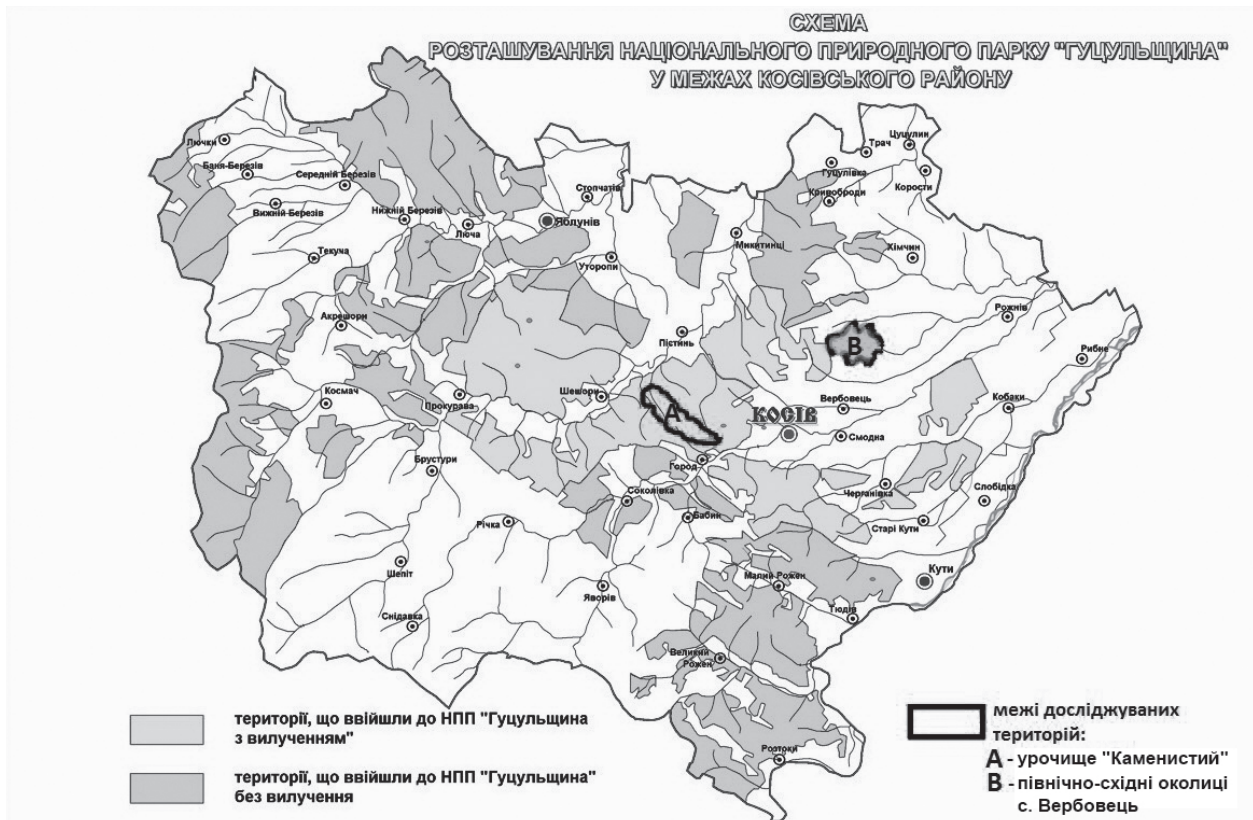 СХЕМА
РОЗТАШУВАННЯ НАЦІОНАЛЬНОГО ПРИРОДНОГО ПАРКУ "ГУЦУЛЬЩИНА"
У МЕЖАХ КОСІВСЬКОГО РАЙОНУ
Лючки
Баня-Березів
Середній Березів
Вижній Березів
Нижній Березів
Люча
Текуча
Стопчатів
Яблунів
Уторопи
Микитинці
Цуцулин
Трач
Гуцулівка
Корости
Кривоброди
Хімчин
Рожнів
Рибне
Акрешори
Пістинь
В
Космач
Прокурава
Шешори
А
КОСІВ
Вербовець
Смодна
Кобаки
Брустури
Город
Соколівка
Бабин
Черганівка
Слобідка
Старі Кути
Річка
Шепіт
Яворів
Малий Рожен
Кути
Тюдів
Снідавка
Великий
Рожен
Розтоки
території, що ввійшли до НПП "Гуцульщина
з вилученням"
території, що ввійшли до НПП "Гуцульщина"
без вилучення
межі досліджуваних
територій:
А - урочище "Каменистий"
В - північно-східні околиці
с. Вербовець